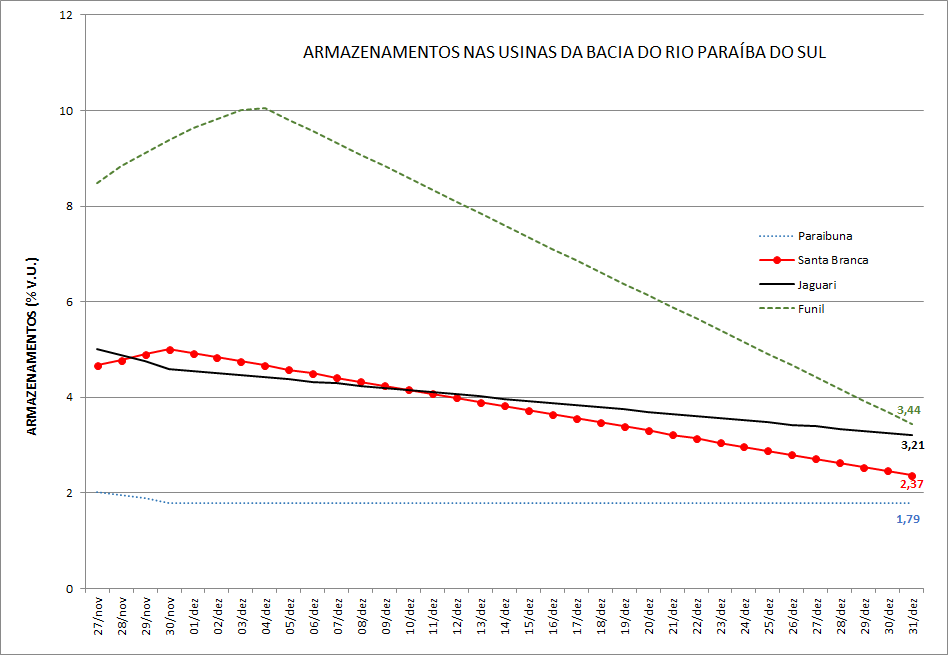 ARMAZENAMENTOS NAS USINAS DA BACIA DO RIO PARAÍBA DO SUL
ARMAZENAMENTOS (% V.U.)
12
10
8
6
4
2
0
Paraibuna
Santa Branca
Jaguari
Funil
3,44
3,21
2,37
1,79
27/nov
28/nov
29/nov
30/nov
01/dez
02/dez
03/dez
04/dez
05/dez
06/dez
07/dez
08/dez
09/dez
10/dez
11/dez
12/dez
13/dez
14/dez
15/dez
16/dez
17/dez
18/dez
19/dez
20/dez
21/dez
22/dez
23/dez
24/dez
25/dez
26/dez
27/dez
28/dez
29/dez
30/dez
31/dez